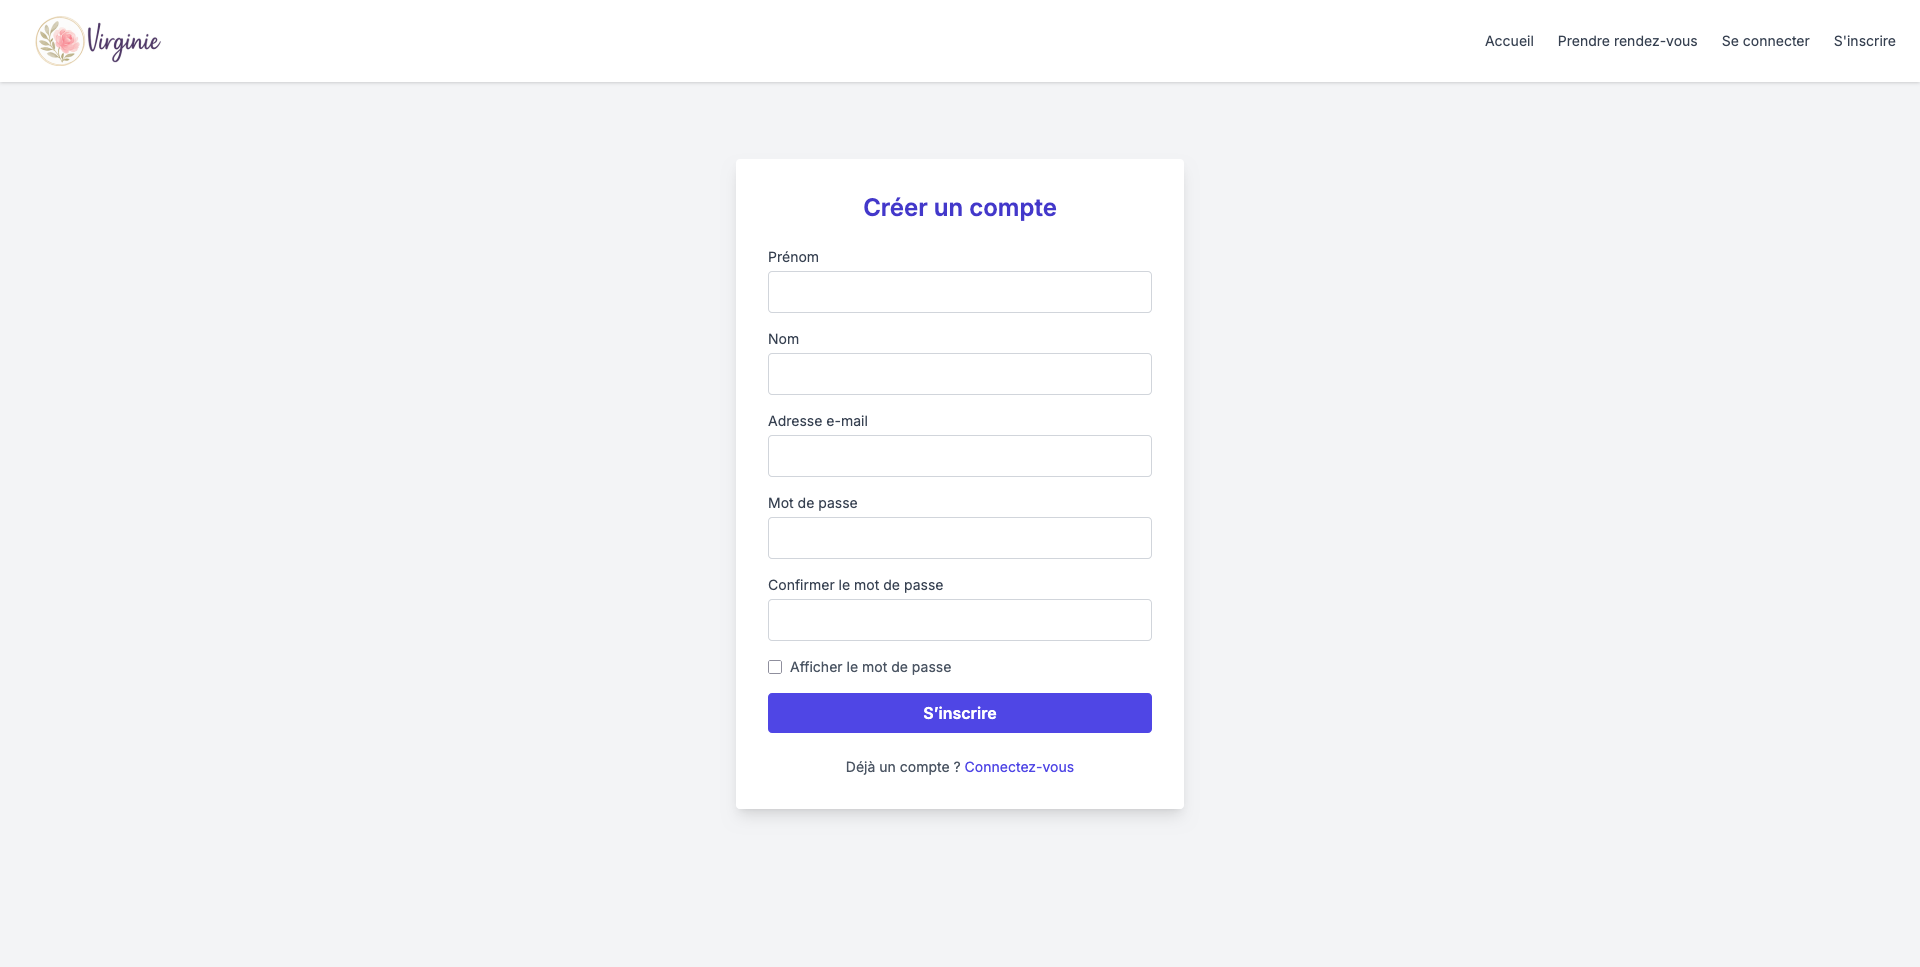 Virginie
Accueil Prendre rendez-vous Se connecter S'inscrire
Créer un compte
Prénom
Nom
Adresse e-mail
Mot de passe
Confirmer le mot de passe
Afficher le mot de passe
S’inscrire
Déjà un compte ? Connectez-vous